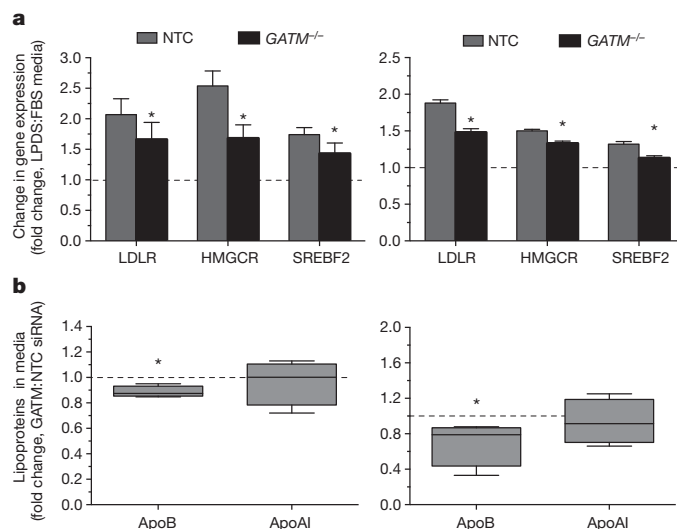 a
NTC GATM–/–
NTC GATM–/–
Change in gene expression
(fold change, LPDS:FBS media)
3.0
2.5
2.0
1.5
1.0
0.5
0.0
LDLR HMGCR SREBF2
* * *
2.5
2.0
1.5
1.0
0.5
0.0
LDLR HMGCR SREBF2
* * *
b
Lipoproteins in media
(fold change, GATM:NTC siRNA)
1.4
1.2
1.0
0.8
0.6
0.4
0.2
0.0
*
ApoB ApoAI
2.0
1.6
1.2
0.8
0.4
0.0
*
ApoB ApoAI